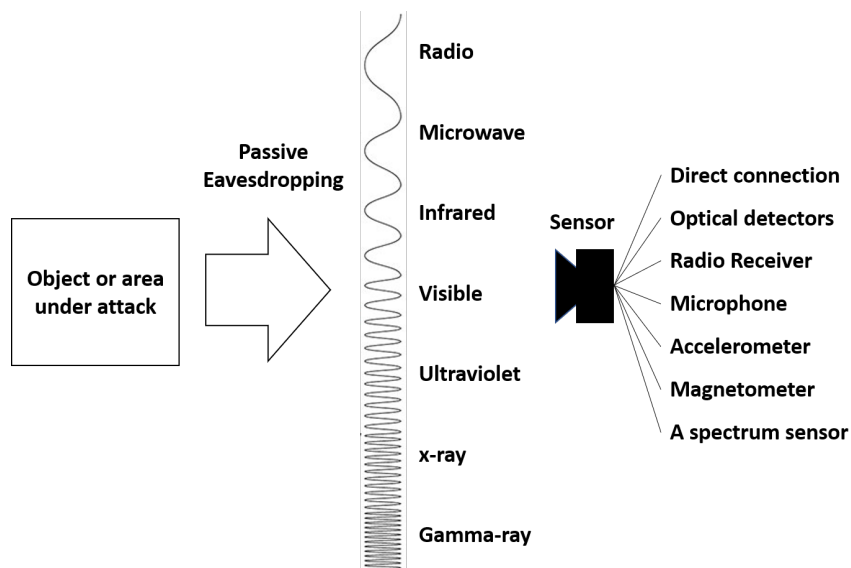 Passive
Eavesdropping
Object or area
under attack
Radio
Microwave
Infrared
Visible
Ultraviolet
x-ray
Gamma-ray
Sensor
Direct connection
Optical detectors
Radio Receiver
Microphone
Accelerometer
Magnetometer
A spectrum sensor